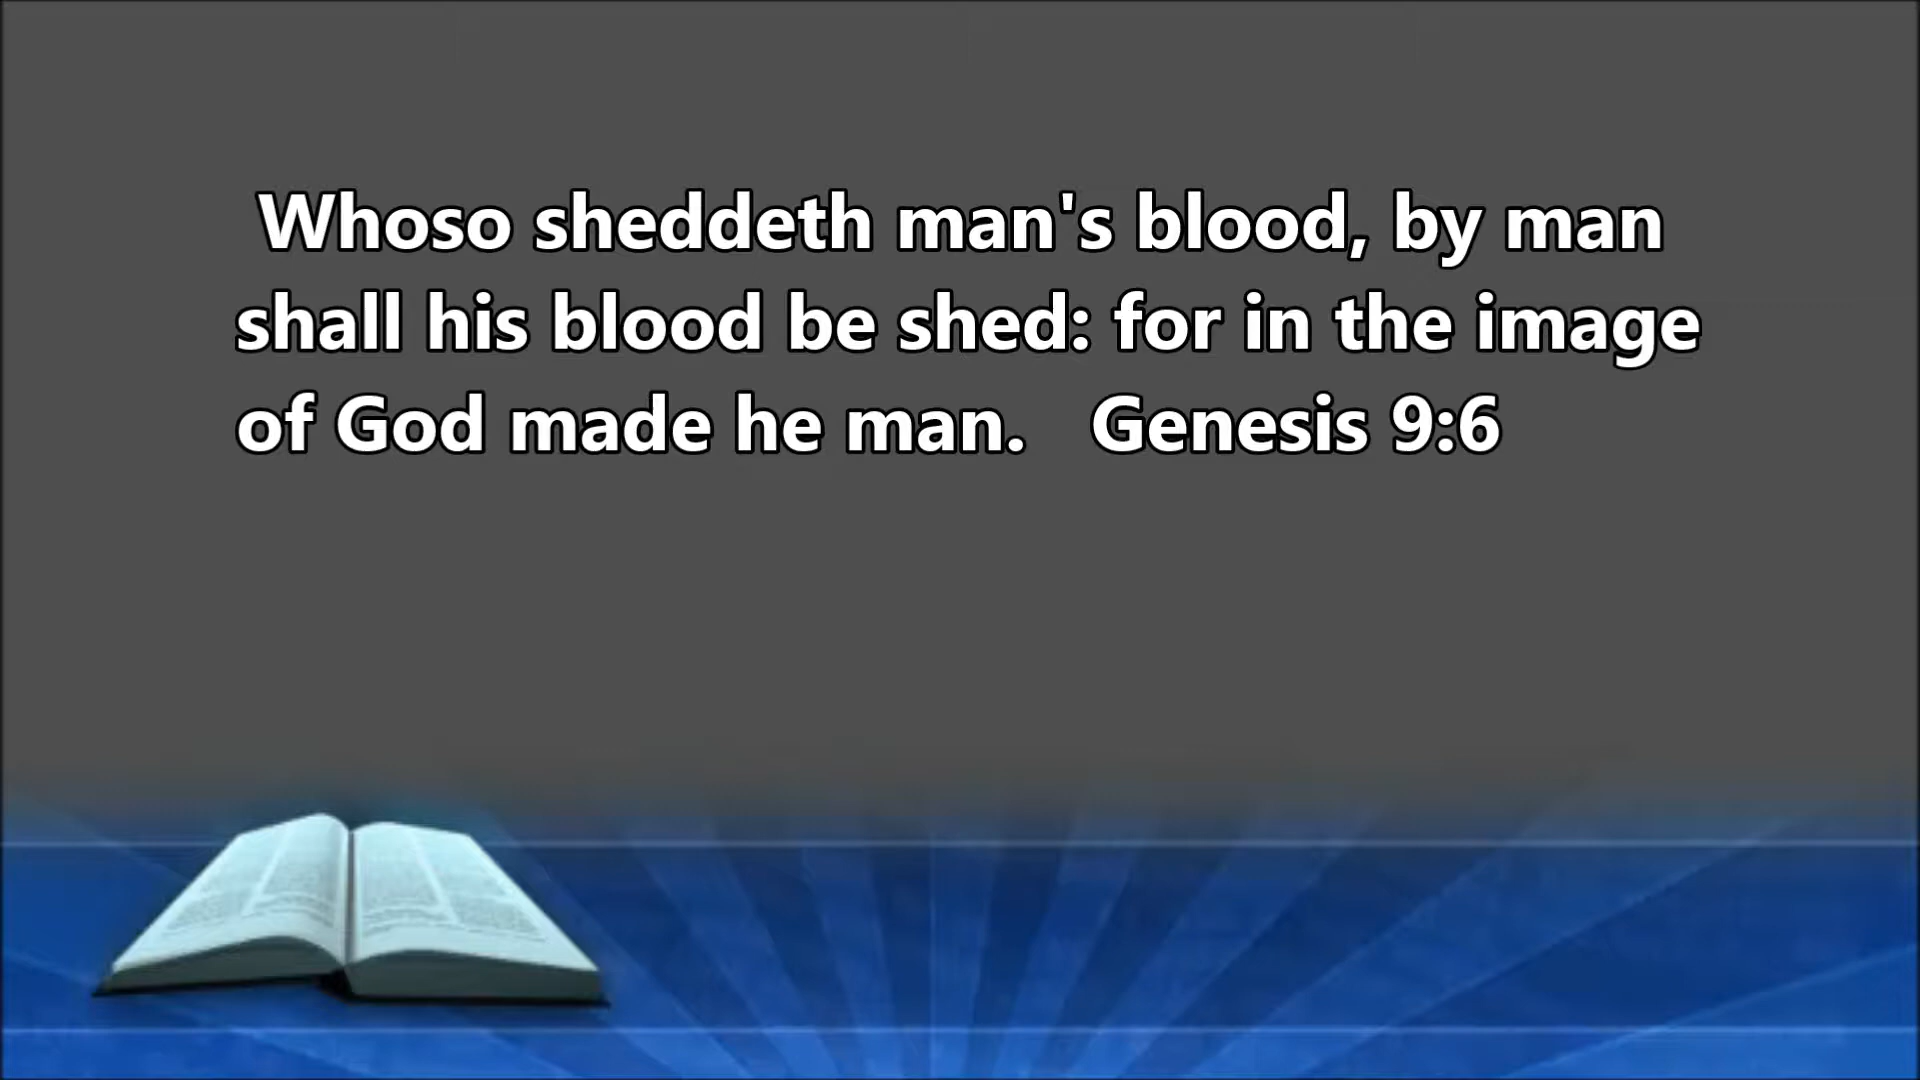 Whoso sheddeth man's blood, by man
shall his blood be shed: for in the image
of God made he man.   Genesis 9:6